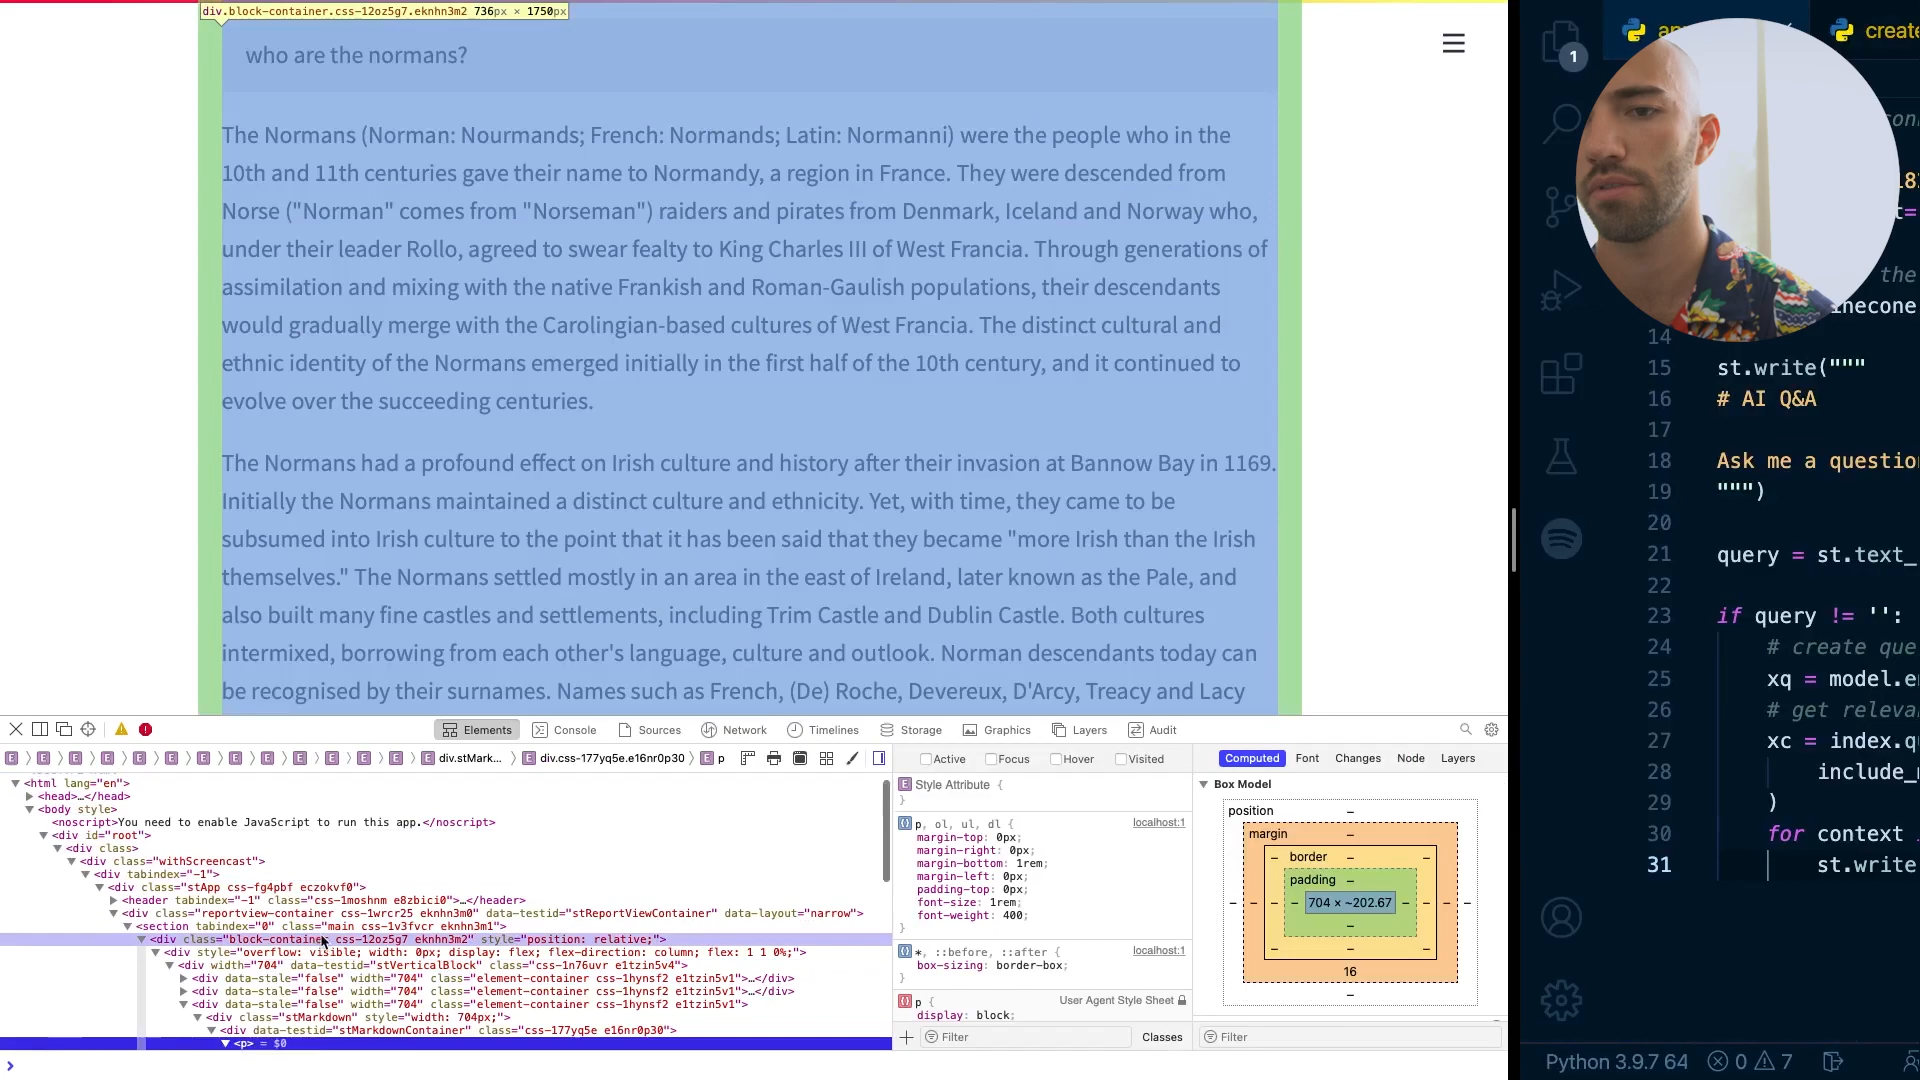 div.block-container.css-12oz5g7.eknhn3m2 736px × 1750px
who are the normans?
The Normans (Norman: Nourmands; French: Normands; Latin: Normanni) were the people who in the
10th and 11th centuries gave their name to Normandy, a region in France. They were descended from
Norse ("Norman" comes from "Norseman") raiders and pirates from Denmark, Iceland and Norway who,
under their leader Rollo, agreed to swear fealty to King Charles III of West Francia. Through generations of
assimilation and mixing with the native Frankish and Roman-Gaulish populations, their descendants
would gradually merge with the Carolingian-based cultures of West Francia. The distinct cultural and
ethnic identity of the Normans emerged initially in the first half of the 10th century, and it continued to
evolve over the succeeding centuries.
The Normans had a profound effect on Irish culture and history after their invasion at Bannow Bay in 1169.
Initially the Normans maintained a distinct culture and ethnicity. Yet, with time, they came to be
subsumed into Irish culture to the point that it has been said that they became "more Irish than the Irish
themselves." The Normans settled mostly in an area in the east of Ireland, later known as the Pale, and
also built many fine castles and settlements, including Trim Castle and Dublin Castle. Both cultures
intermixed, borrowing from each other's language, culture and outlook. Norman descendants today can
be recognised by their surnames. Names such as French, (De) Roche, Devereux, D'Arcy, Treacy and Lacy
Elements Console Sources Network Timelines Storage Graphics Layers Audit
E E E E E E E E E E E E E div.stMark... E div.css-177yq5e.e16nr0p30 E p
<html lang="en">
<head>…</head>
<body style>
<noscript>You need to enable JavaScript to run this app.</noscript>
<div id="root">
<div class>
<div class="withScreencast">
<div tabindex="-1">
<div class="stApp css-fg4pbf eczokvf0">
<header tabindex="-1" class="css-1moshnm e8zbici0">…</header>
<div class="reportview-container css-1wrcr25 eknhn3m0" data-testid="stReportViewContainer" data-layout="narrow">
<section tabindex="0" class="main css-1v3fvcr eknhn3m1">
<div class="block-container css-12oz5g7 eknhn3m2" style="position: relative;">
<div style="overflow: visible; width: 0px; display: flex; flex-direction: column; flex: 1 1 0%;">
<div width="704" data-testid="stVerticalBlock" class="css-1n76uvr e1tzin5v4">
<div data-stale="false" width="704" class="element-container css-1hynsf2 e1tzin5v1">…</div>
<div data-stale="false" width="704" class="element-container css-1hynsf2 e1tzin5v1">…</div>
<div data-stale="false" width="704" class="element-container css-1hynsf2 e1tzin5v1">
<div class="stMarkdown" style="width: 704px;">
<div data-testid="stMarkdownContainer" class="css-177yq5e e16nr0p30">
<p> = $0
Active Focus Hover Visited
E Style Attribute {
}
p, ol, ul, dl { localhost:1
margin-top: 0px;
margin-right: 0px;
margin-bottom: 1rem;
margin-left: 0px;
padding-top: 0px;
font-size: 1rem;
font-weight: 400;
}
*, ::before, ::after { localhost:1
box-sizing: border-box;
}
p { User Agent Style Sheet
display: block;
Filter Classes
Computed Font Changes Node Layers
Box Model
position –
margin –
– border – –
padding –
– – – 704 × ~202.67 – – –
–
– – –
16
–
Filter
1
create
14
15 st.write("""
16 # AI Q&A
17
18 Ask me a questio
19 """)
20
21 query = st.text_
22
23 if query != '':
24 # create que
25 xq = model.e
26 # get releva
27 xc = index.q
28 include_
29 )
30 for context
31 st.write
Python 3.9.7 64 0 7